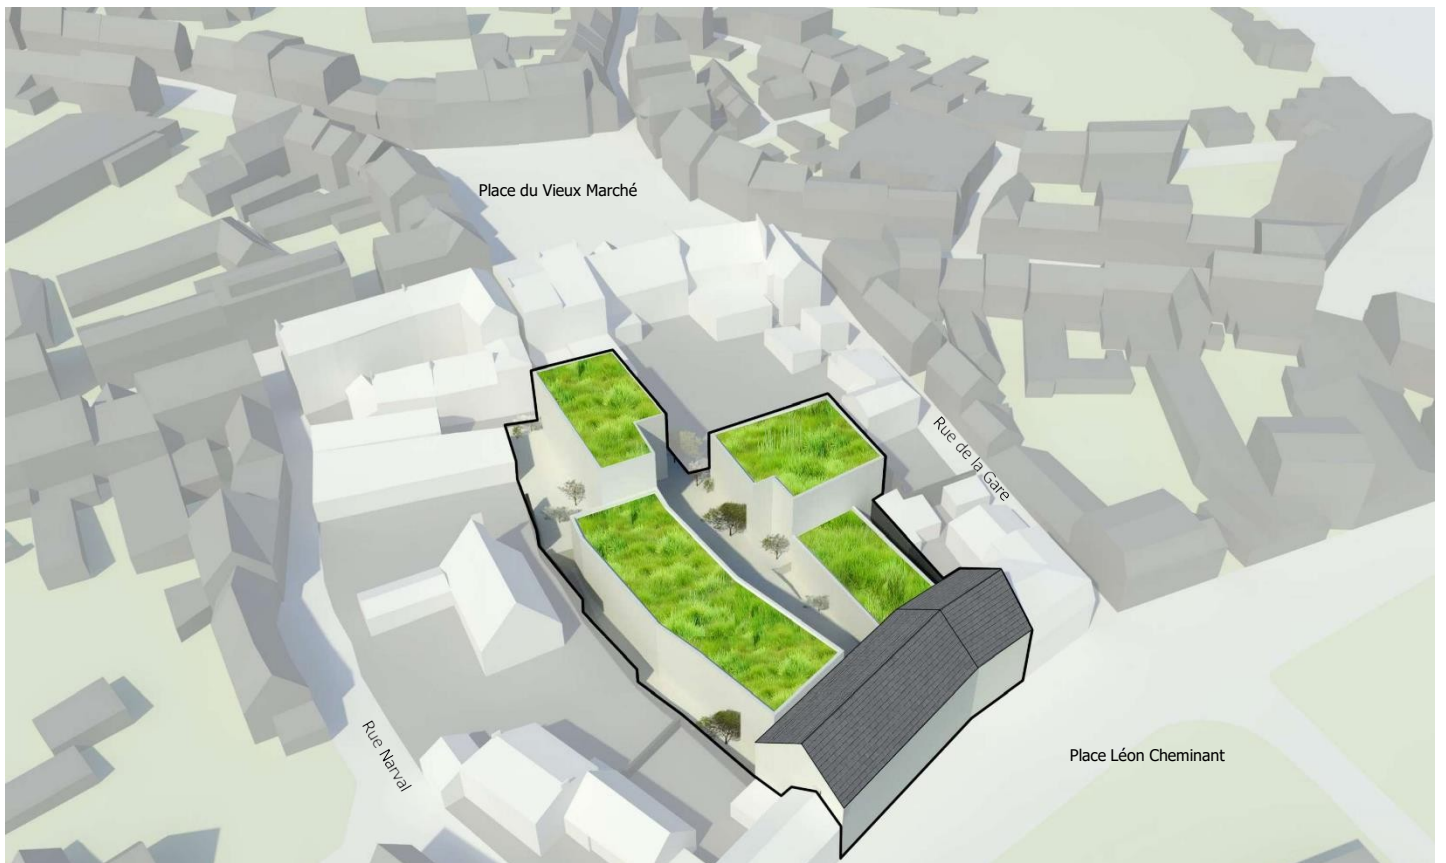 Place du Vieux Marché
Rue de la Gare
Rue Narval
Place Léon Cheminant